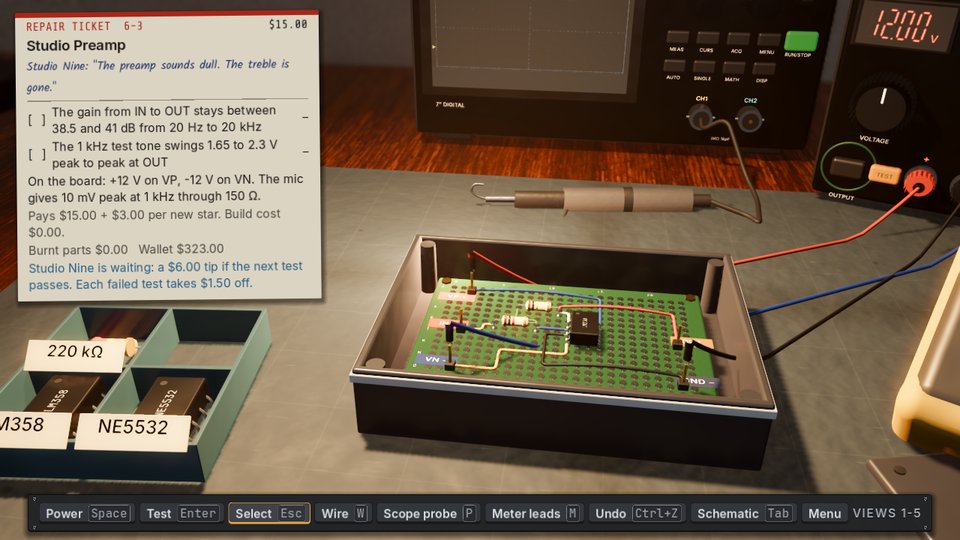 REPAIR TICKET 6-3 $15.00
Studio Preamp
Studio Nine: "The preamp sounds dull. The treble is
gone."
[ ] The gain from IN to OUT stays between
38.5 and 41 dB from 20 Hz to 20 kHz –
[ ] The 1 kHz test tone swings 1.65 to 2.3 V
peak to peak at OUT –
On the board: +12 V on VP, -12 V on VN. The mic
gives 10 mV peak at 1 kHz through 150 Ω.
Pays $15.00 + $3.00 per new star. Build cost
$0.00.
Burnt parts $0.00 Wallet $323.00
Studio Nine is waiting: a $6.00 tip if the next test
passes. Each failed test takes $1.50 off.
MEAS CURS ACQ MENU RUN/STOP
AUTO SINGLE MATH DISP
7" DIGITAL
CH1 CH2
12.00 V
VOLTAGE
OUTPUT
TEST
+
VN
GND
220 kΩ
LM358
NE5532
M358
NE5532
Power Space Test Enter Select Esc Wire W Scope probe P Meter leads M Undo Ctrl+Z Schematic Tab Menu VIEWS 1-5